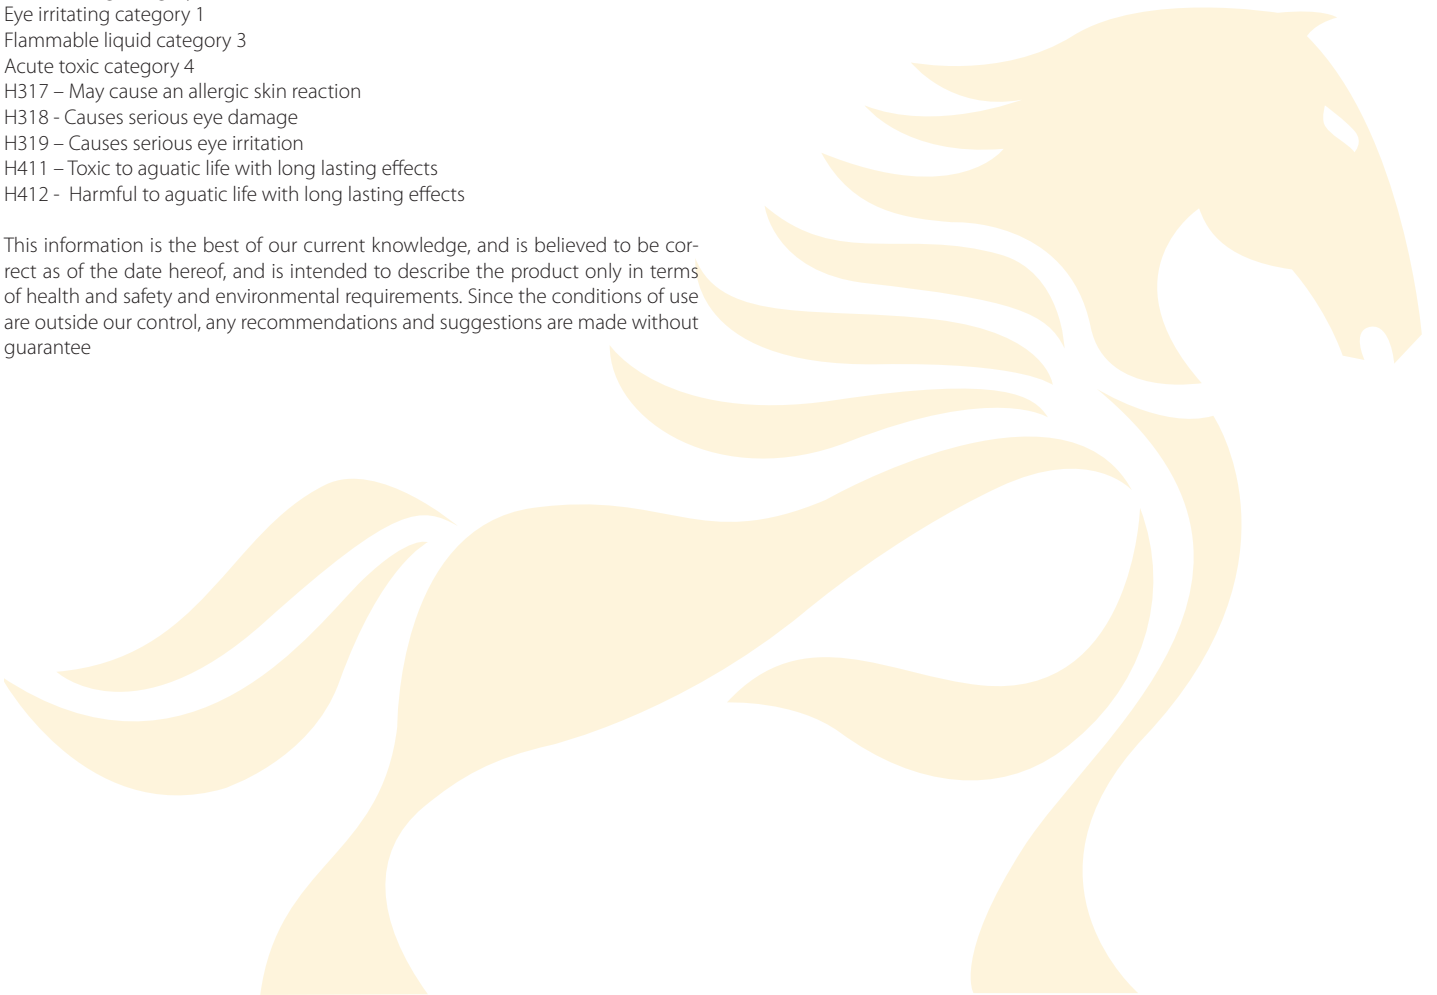 Eye irritating category 1
Flammable liquid category 3
Acute toxic category 4
H317 – May cause an allergic skin reaction
H318 - Causes serious eye damage
H319 – Causes serious eye irritation
H411 – Toxic to aguatic life with long lasting effects
H412 -  Harmful to aguatic life with long lasting effects
This information is the best of our current knowledge, and is believed to be cor-
rect as of the date hereof, and is intended to describe the product only in terms
of health and safety and environmental requirements. Since the conditions of use
are outside our control, any recommendations and suggestions are made without
guarantee